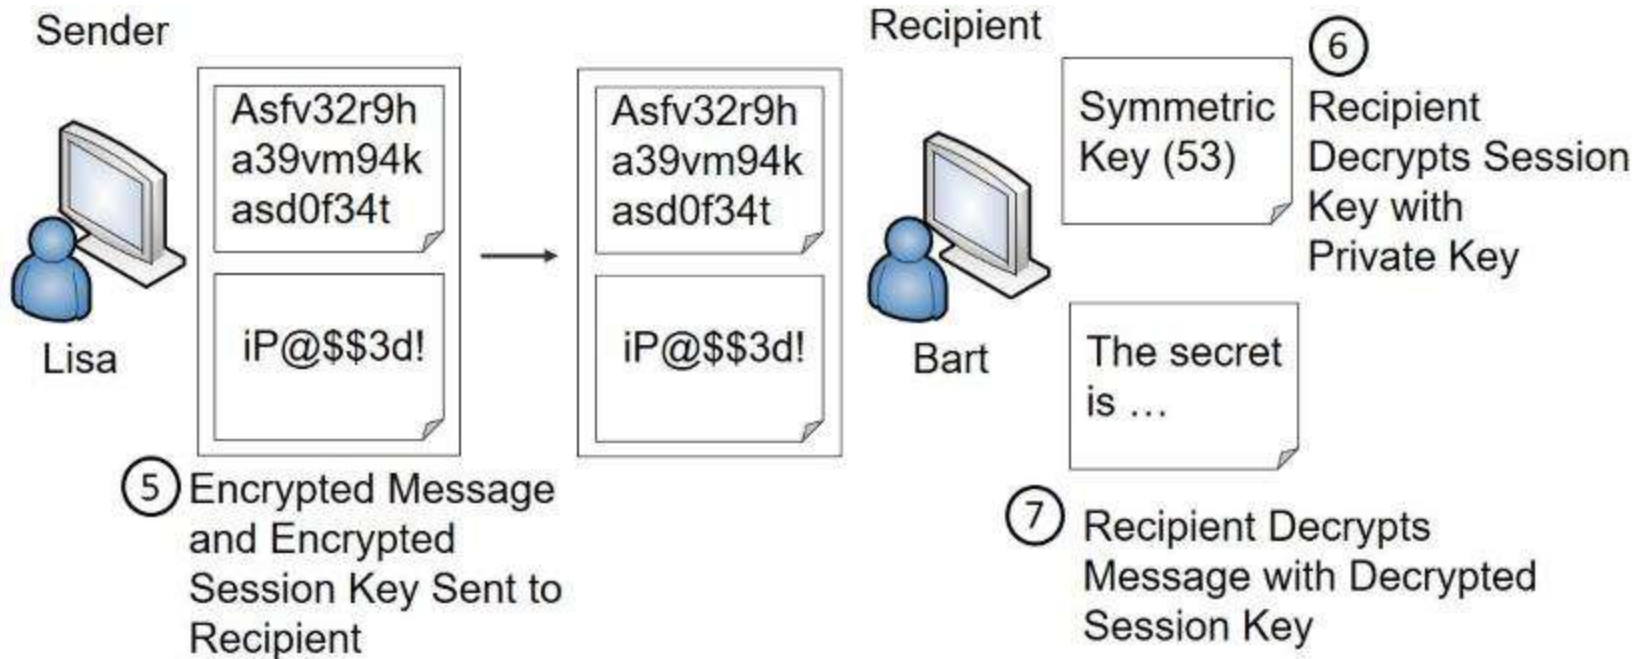 Sender
Asfv32r9h
a39vm94k
asd0f34t
iP@$$3d!
Lisa
5 Encrypted Message
and Encrypted
Session Key Sent to
Recipient
Asfv32r9h
a39vm94k
asd0f34t
iP@$$3d!
Recipient
Bart
Symmetric
Key (53)
6
Recipient
Decrypts Session
Key with
Private Key
The secret
is ...
7 Recipient Decrypts
Message with Decrypted
Session Key